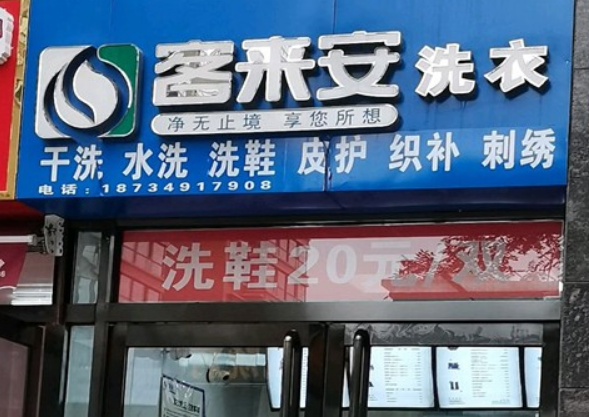 客来安洗衣
净无止境 享您所想
干洗 水洗 洗鞋 皮护 织补 刺绣
电话:18734917908
洗鞋20元/双